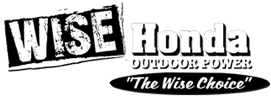 WISE Honda
OUTDOOR POWER
"The Wise Choice"